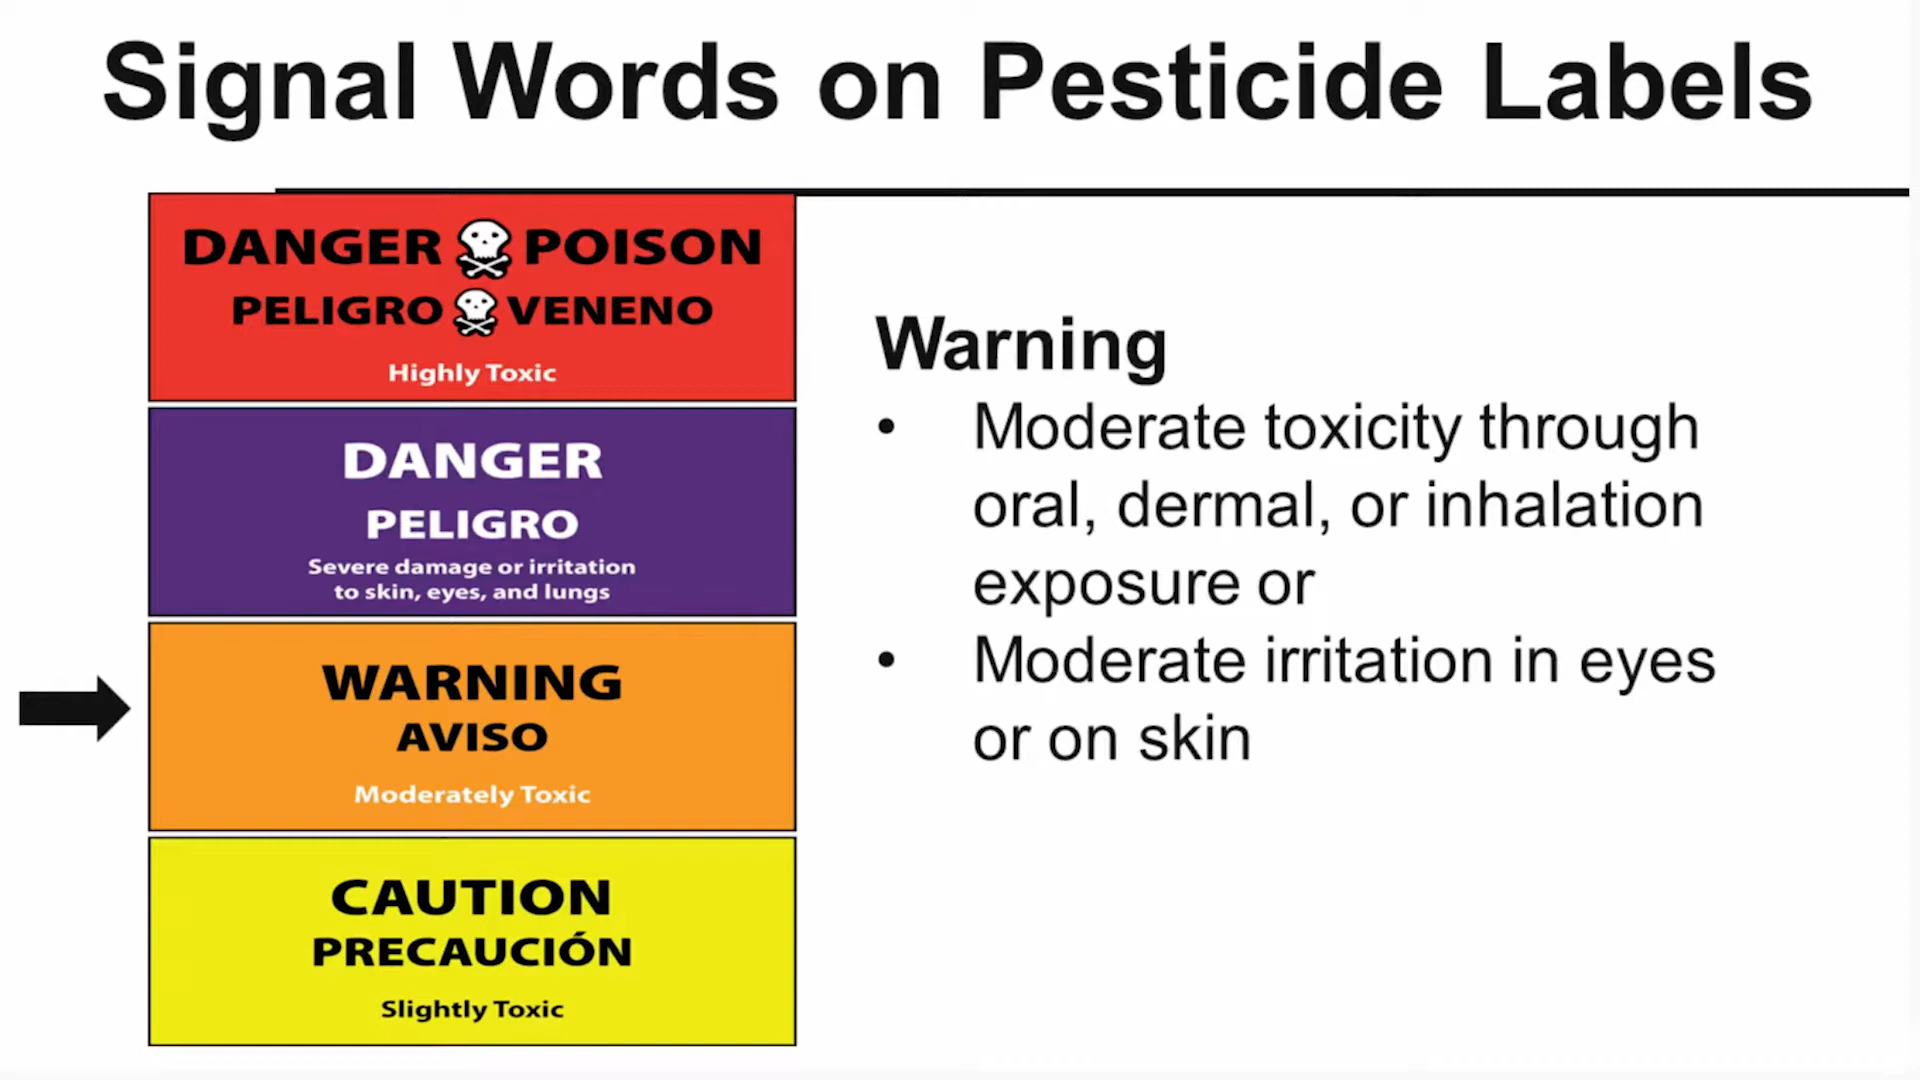 Signal Words on Pesticide Labels
DANGER POISON
PELIGRO VENENO
Highly Toxic
DANGER
PELIGRO
Severe damage or irritation
to skin, eyes, and lungs
WARNING
AVISO
Moderately Toxic
CAUTION
PRECAUCIÓN
Slightly Toxic
Warning
• Moderate toxicity through
oral, dermal, or inhalation
exposure or
• Moderate irritation in eyes
or on skin